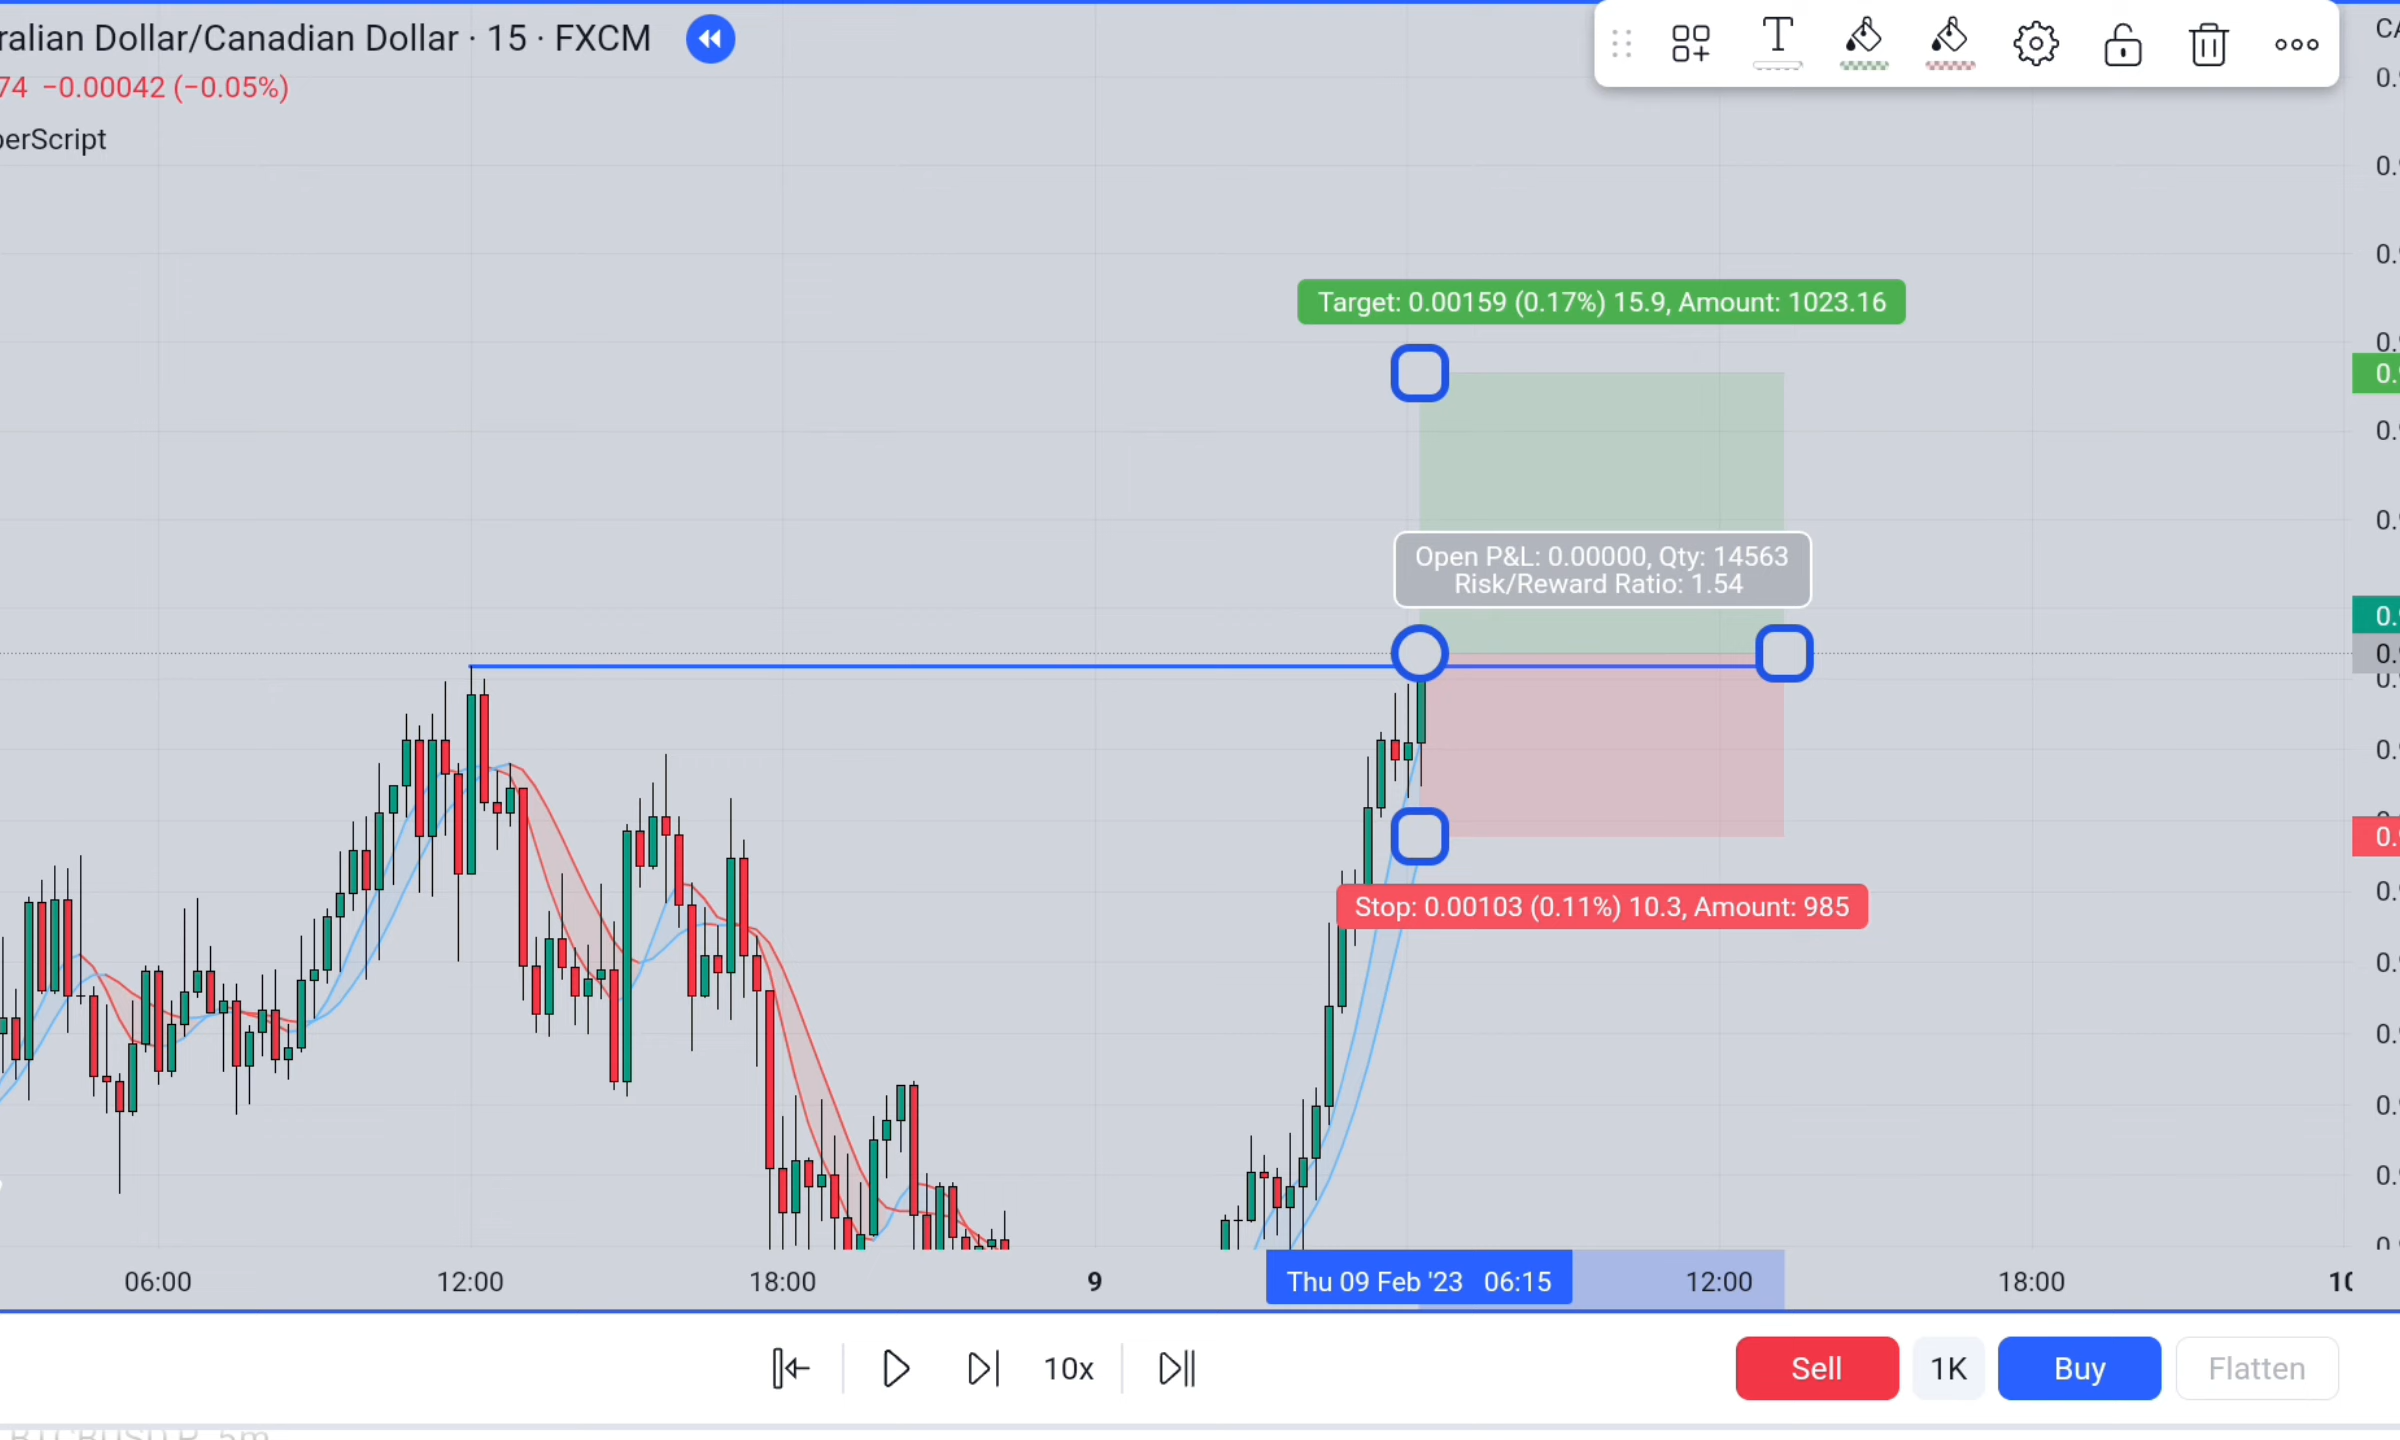 ralian Dollar/Canadian Dollar · 15 · FXCM
74 −0.00042 (−0.05%)
perScript
T
Target: 0.00159 (0.17%) 15.9, Amount: 1023.16
Open P&L: 0.00000, Qty: 14563
Risk/Reward Ratio: 1.54
Stop: 0.00103 (0.11%) 10.3, Amount: 985
06:00 12:00 18:00 9 Thu 09 Feb '23 06:15 12:00 18:00 10
10x
Sell 1K Buy Flatten